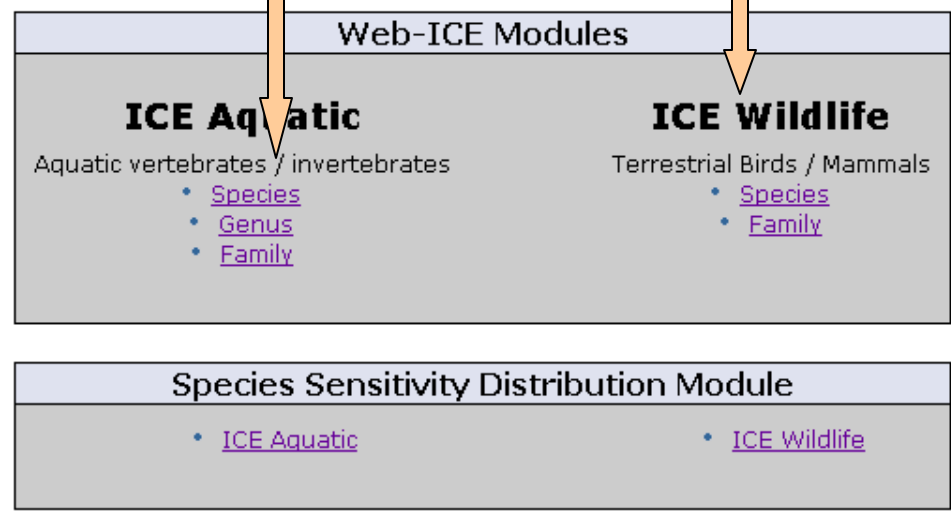 Web-ICE Modules
ICE Aquatic
Aquatic vertebrates / invertebrates
• Species
• Genus
• Family
ICE Wildlife
Terrestrial Birds / Mammals
• Species
• Family
Species Sensitivity Distribution Module
• ICE Aquatic
• ICE Wildlife